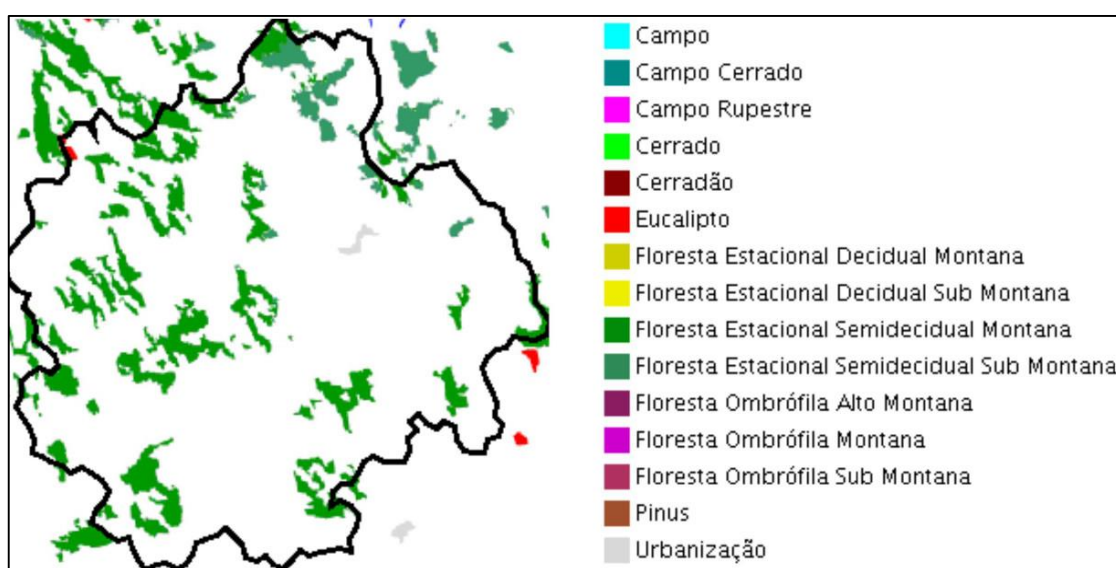 Campo
Campo Cerrado
Campo Rupestre
Cerrado
Cerradão
Eucalipto
Floresta Estacional Decidual Montana
Floresta Estacional Decidual Sub Montana
Floresta Estacional Semidecidual Montana
Floresta Estacional Semidecidual Sub Montana
Floresta Ombrófila Alto Montana
Floresta Ombrófila Montana
Floresta Ombrófila Sub Montana
Pinus
Urbanização